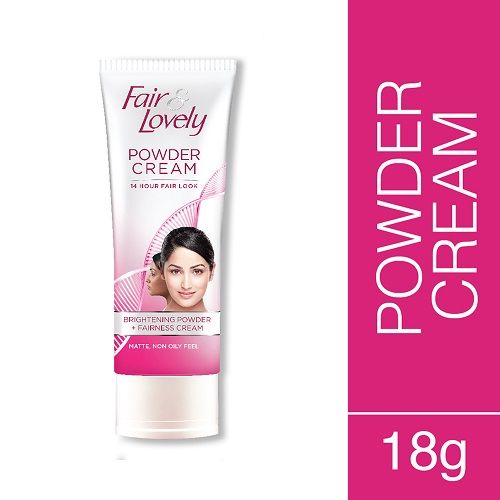 Fair & Lovely
POWDER
CREAM
14 HOUR FAIR LOOK
BRIGHTENING POWDER
+ FAIRNESS CREAM
MATTE, NON OILY FEEL
POWDER
CREAM
18g